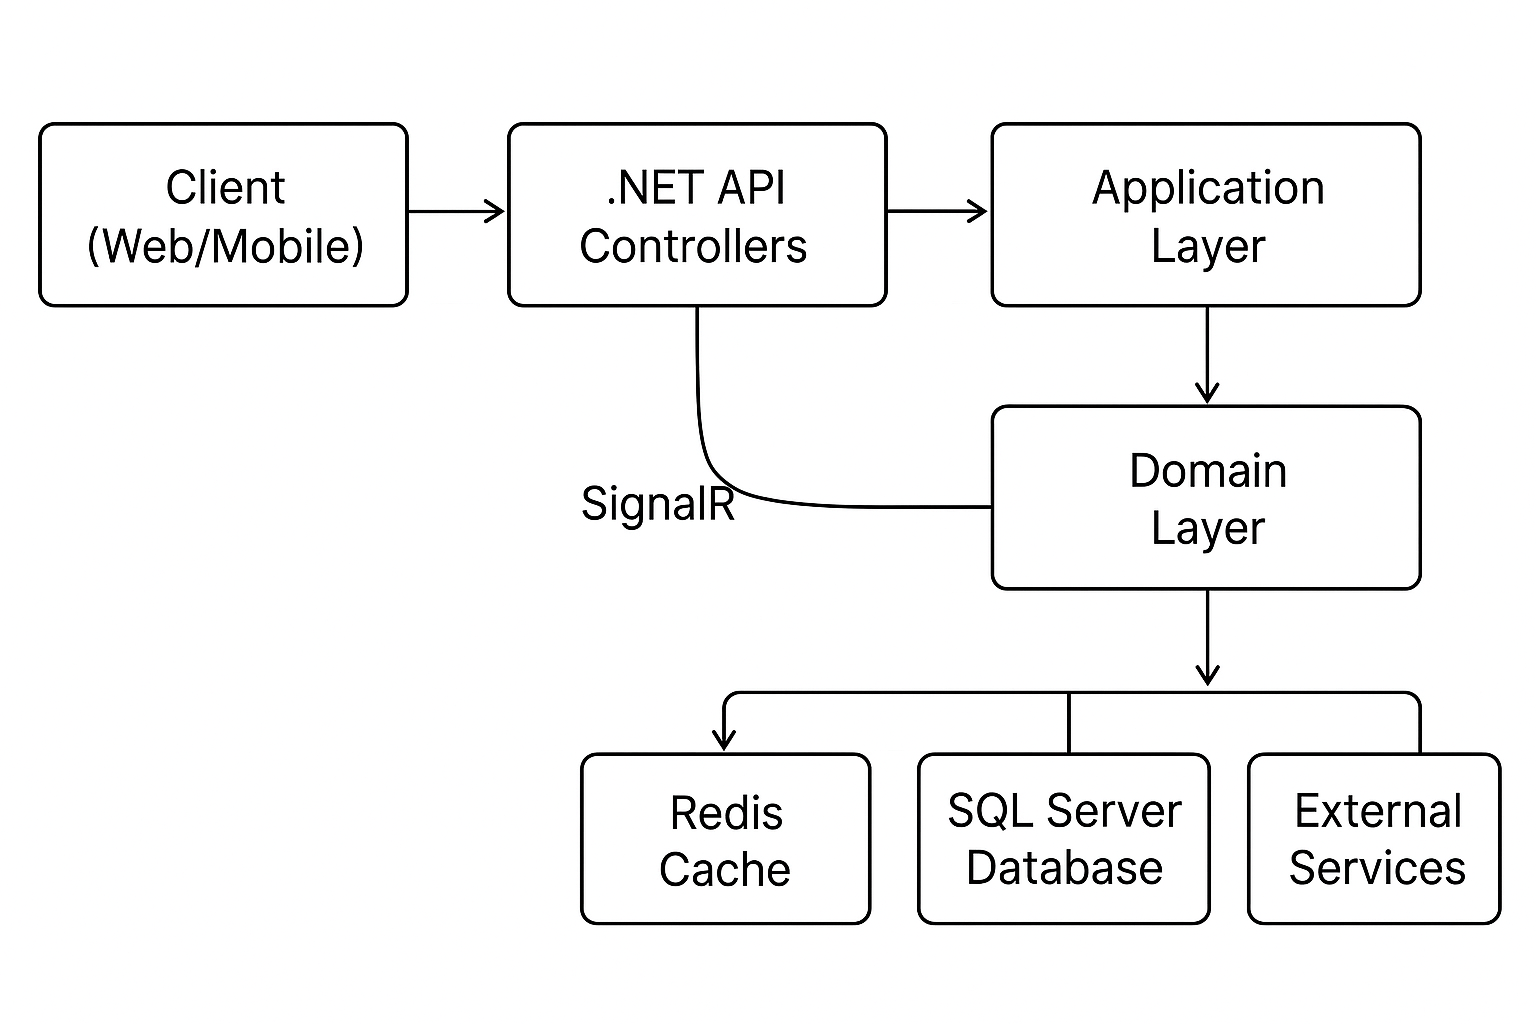 Client
(Web/Mobile)
.NET API
Controllers
Application
Layer
SignalR
Domain
Layer
Redis
Cache
SQL Server
Database
External
Services